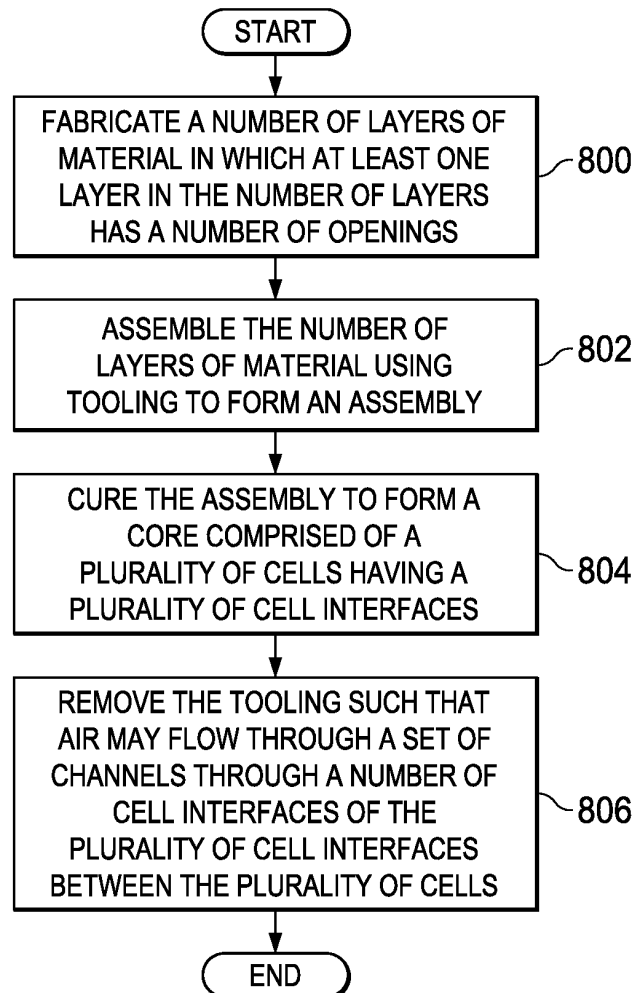 START
FABRICATE A NUMBER OF LAYERS OF
MATERIAL IN WHICH AT LEAST ONE
LAYER IN THE NUMBER OF LAYERS
HAS A NUMBER OF OPENINGS
800
ASSEMBLE THE NUMBER OF
LAYERS OF MATERIAL USING
TOOLING TO FORM AN ASSEMBLY
802
CURE THE ASSEMBLY TO FORM A
CORE COMPRISED OF A
PLURALITY OF CELLS HAVING A
PLURALITY OF CELL INTERFACES
804
REMOVE THE TOOLING SUCH THAT
AIR MAY FLOW THROUGH A SET OF
CHANNELS THROUGH A NUMBER OF
CELL INTERFACES OF THE
PLURALITY OF CELL INTERFACES
BETWEEN THE PLURALITY OF CELLS.
806
END